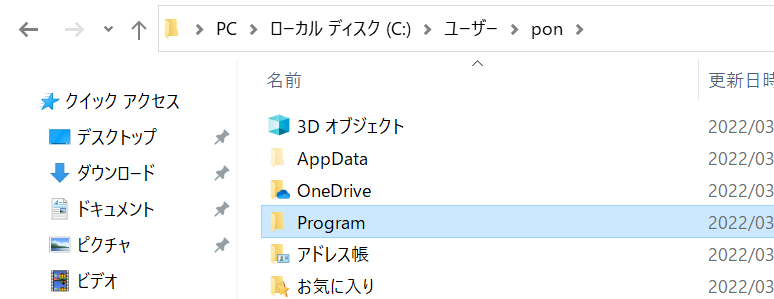 PC > ローカル ディスク (C:) > ユーザー > pon >
名前 更新日時
クイック アクセス
デスクトップ
ダウンロード
ドキュメント
ピクチャ
ビデオ
3D オブジェクト 2022/03
AppData 2022/03
OneDrive 2022/03
Program 2022/03
アドレス帳 2022/03
お気に入り 2022/03